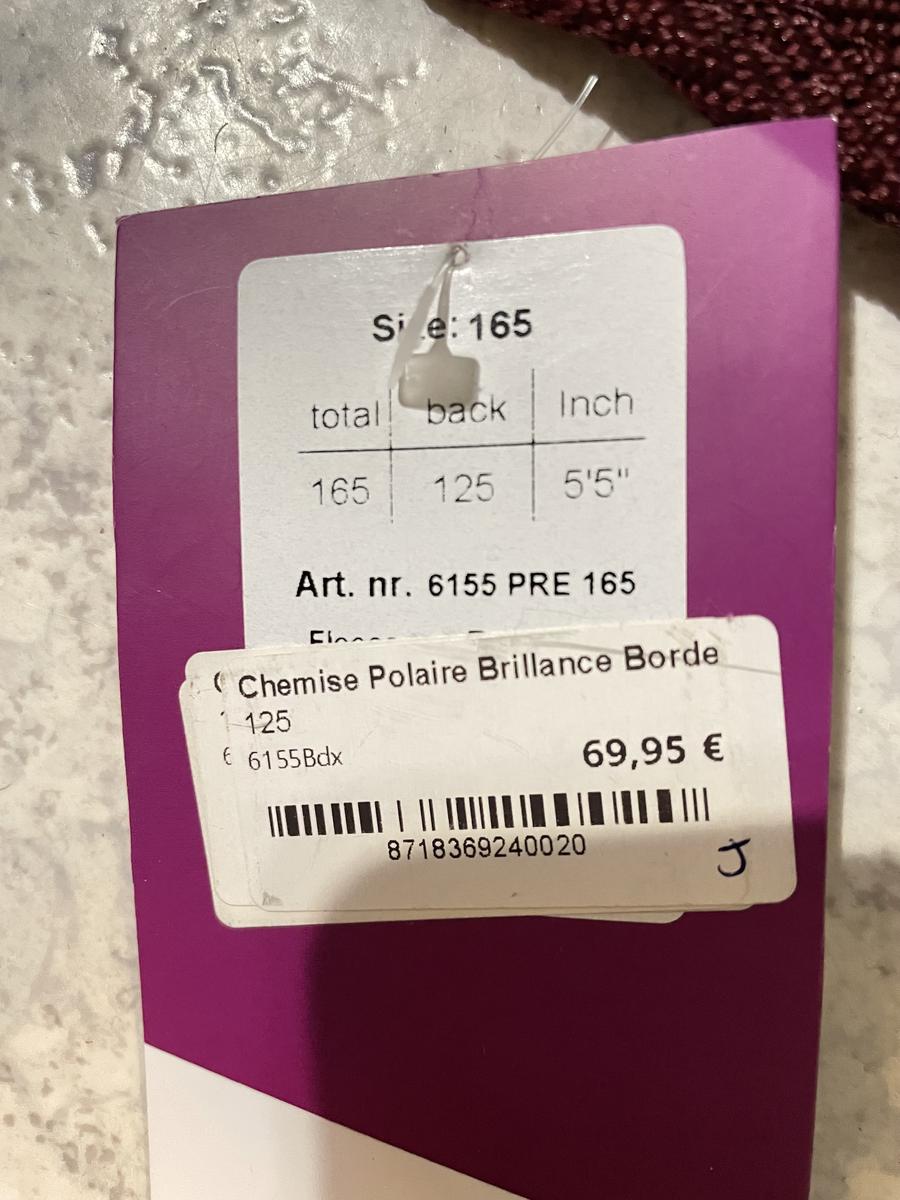 Size: 165
total back Inch
165 125 5'5"
Art. nr. 6155 PRE 165
Chemise Polaire Brillance Borde
125
6155Bdx
69,95 €
8718369240020
J